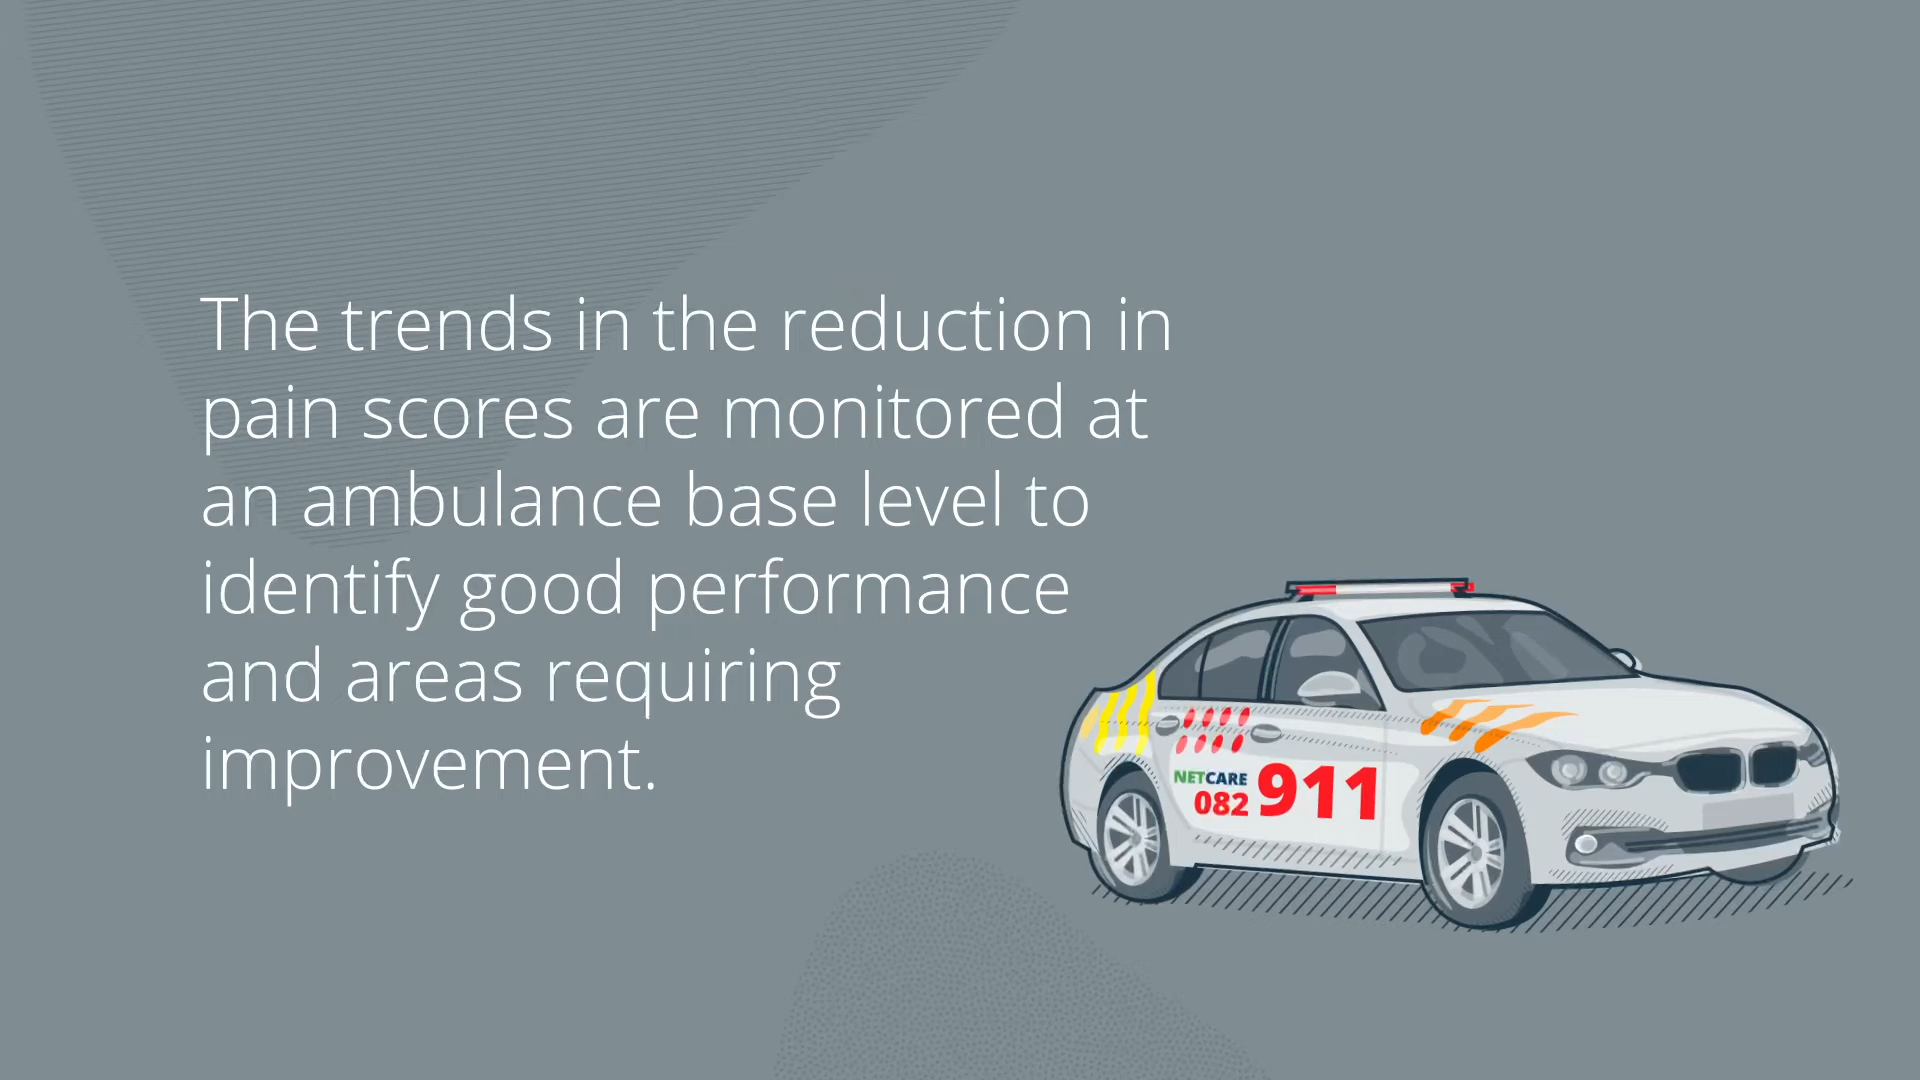 The trends in the reduction in
pain scores are monitored at
an ambulance base level to
identify good performance
and areas requiring
improvement.
NETCARE
082 911